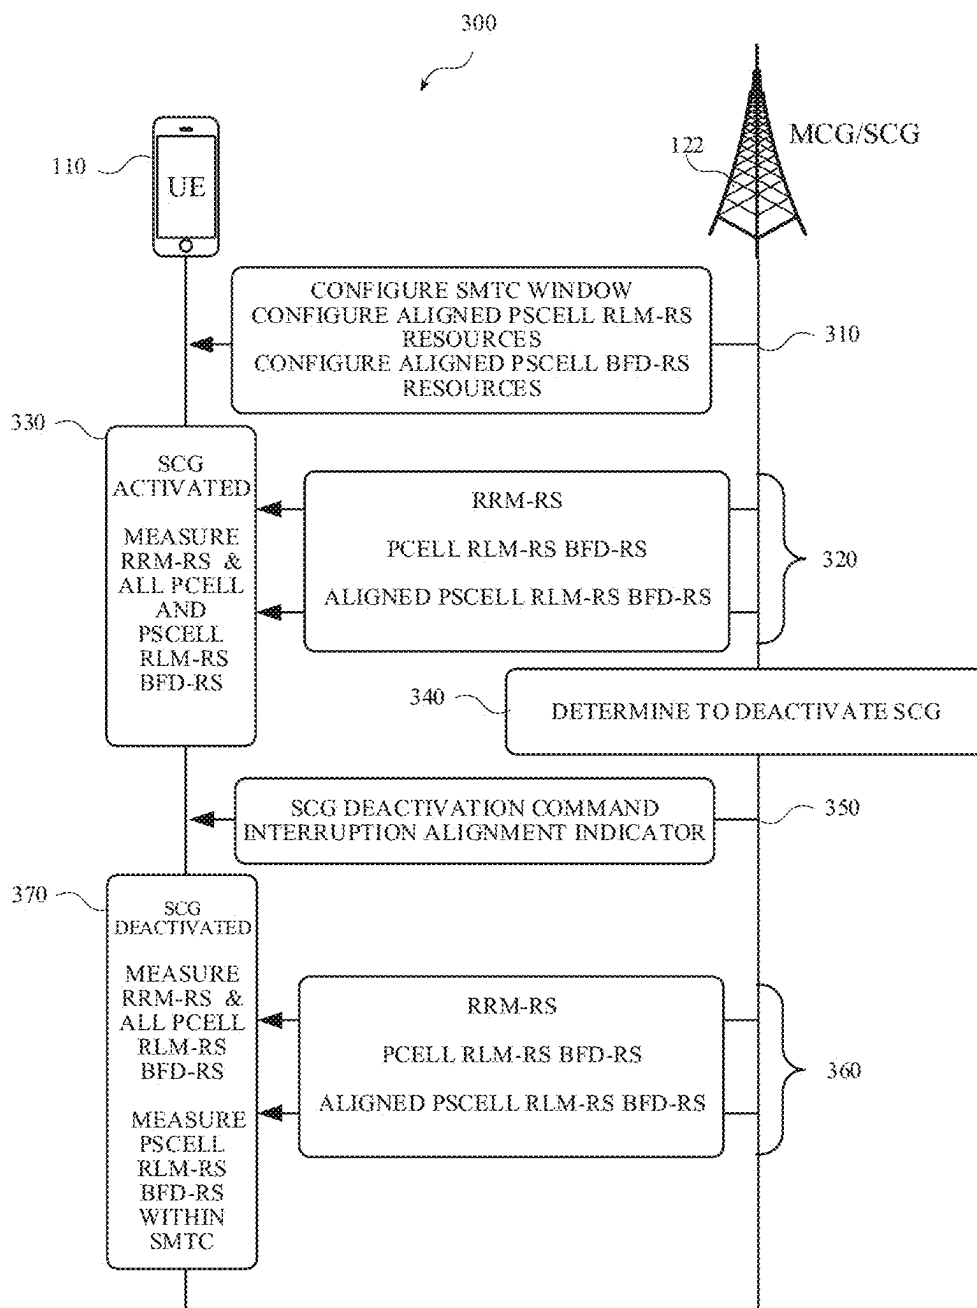 300
110
UE
122
MCG/SCG
CONFIGURE SMTC WINDOW
CONFIGURE ALIGNED PSCELL RLM-RS
RESOURCES
CONFIGURE ALIGNED PSCELL BFD-RS
RESOURCES
310
330
SCG
ACTIVATED
MEASURE
RRM-RS &
ALL PCELL
AND
PSCELL
RLM-RS
BFD-RS
RRM-RS
PCELL RLM-RS BFD-RS
ALIGNED PSCELL RLM-RS BFD-RS
320
340
DETERMINE TO DEACTIVATE SCG
SCG DEACTIVATION COMMAND
INTERRUPTION ALIGNMENT INDICATOR
350
370
SCG
DEACTIVATED
MEASURE
RRM-RS &
ALL PCELL
RLM-RS
BFD-RS
MEASURE
PSCELL
RLM-RS
BFD-RS
WITHIN
SMTC
RRM-RS
PCELL RLM-RS BFD-RS
ALIGNED PSCELL RLM-RS BFD-RS
360